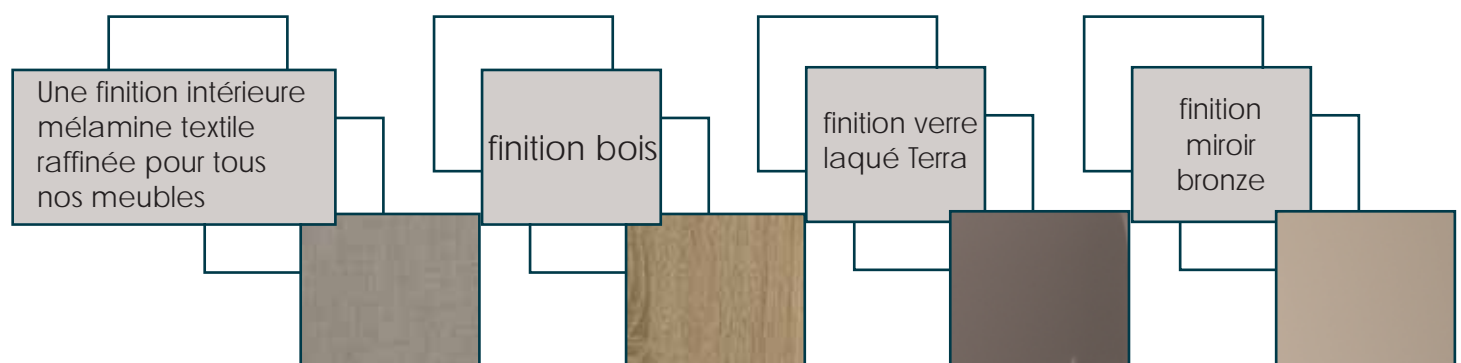 Une finition intérieure
mélamine textile
raffinée pour tous
nos meubles
finition bois
finition verre
laqué Terra
finition
miroir
bronze